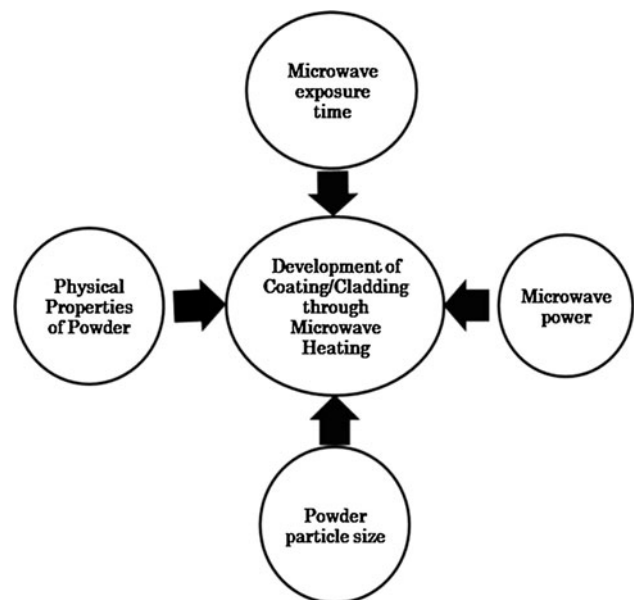 Microwave
exposure
time
Physical
Properties
of Powder
Development of
Coating/Cladding
through
Microwave
Heating
Microwave
power
Powder
particle size